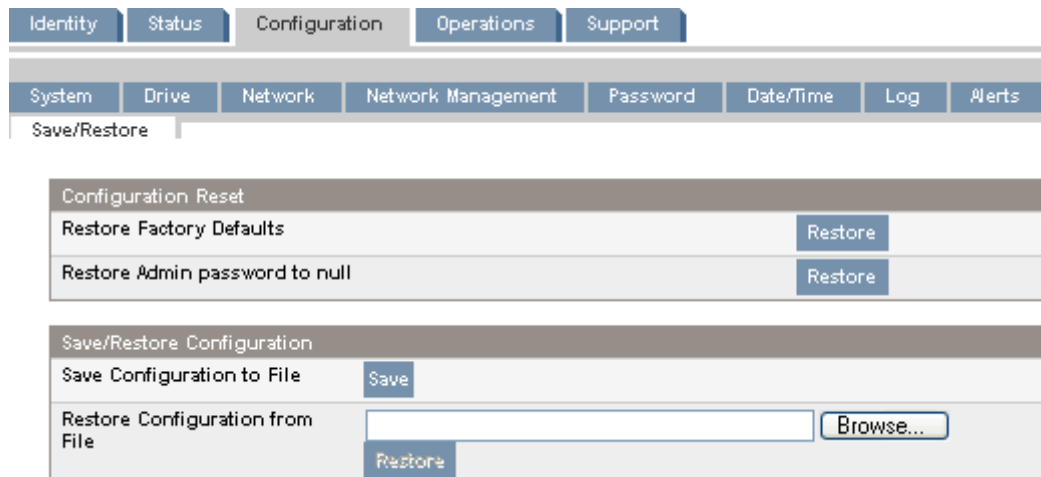 Identity Status Configuration Operations Support
System Drive Network Network Management Password Date/Time Log Alerts
Save/Restore
Configuration Reset
Restore Factory Defaults Restore
Restore Admin password to null Restore
Save/Restore Configuration
Save Configuration to File Save
Restore Configuration from
File
Browse...
Restore